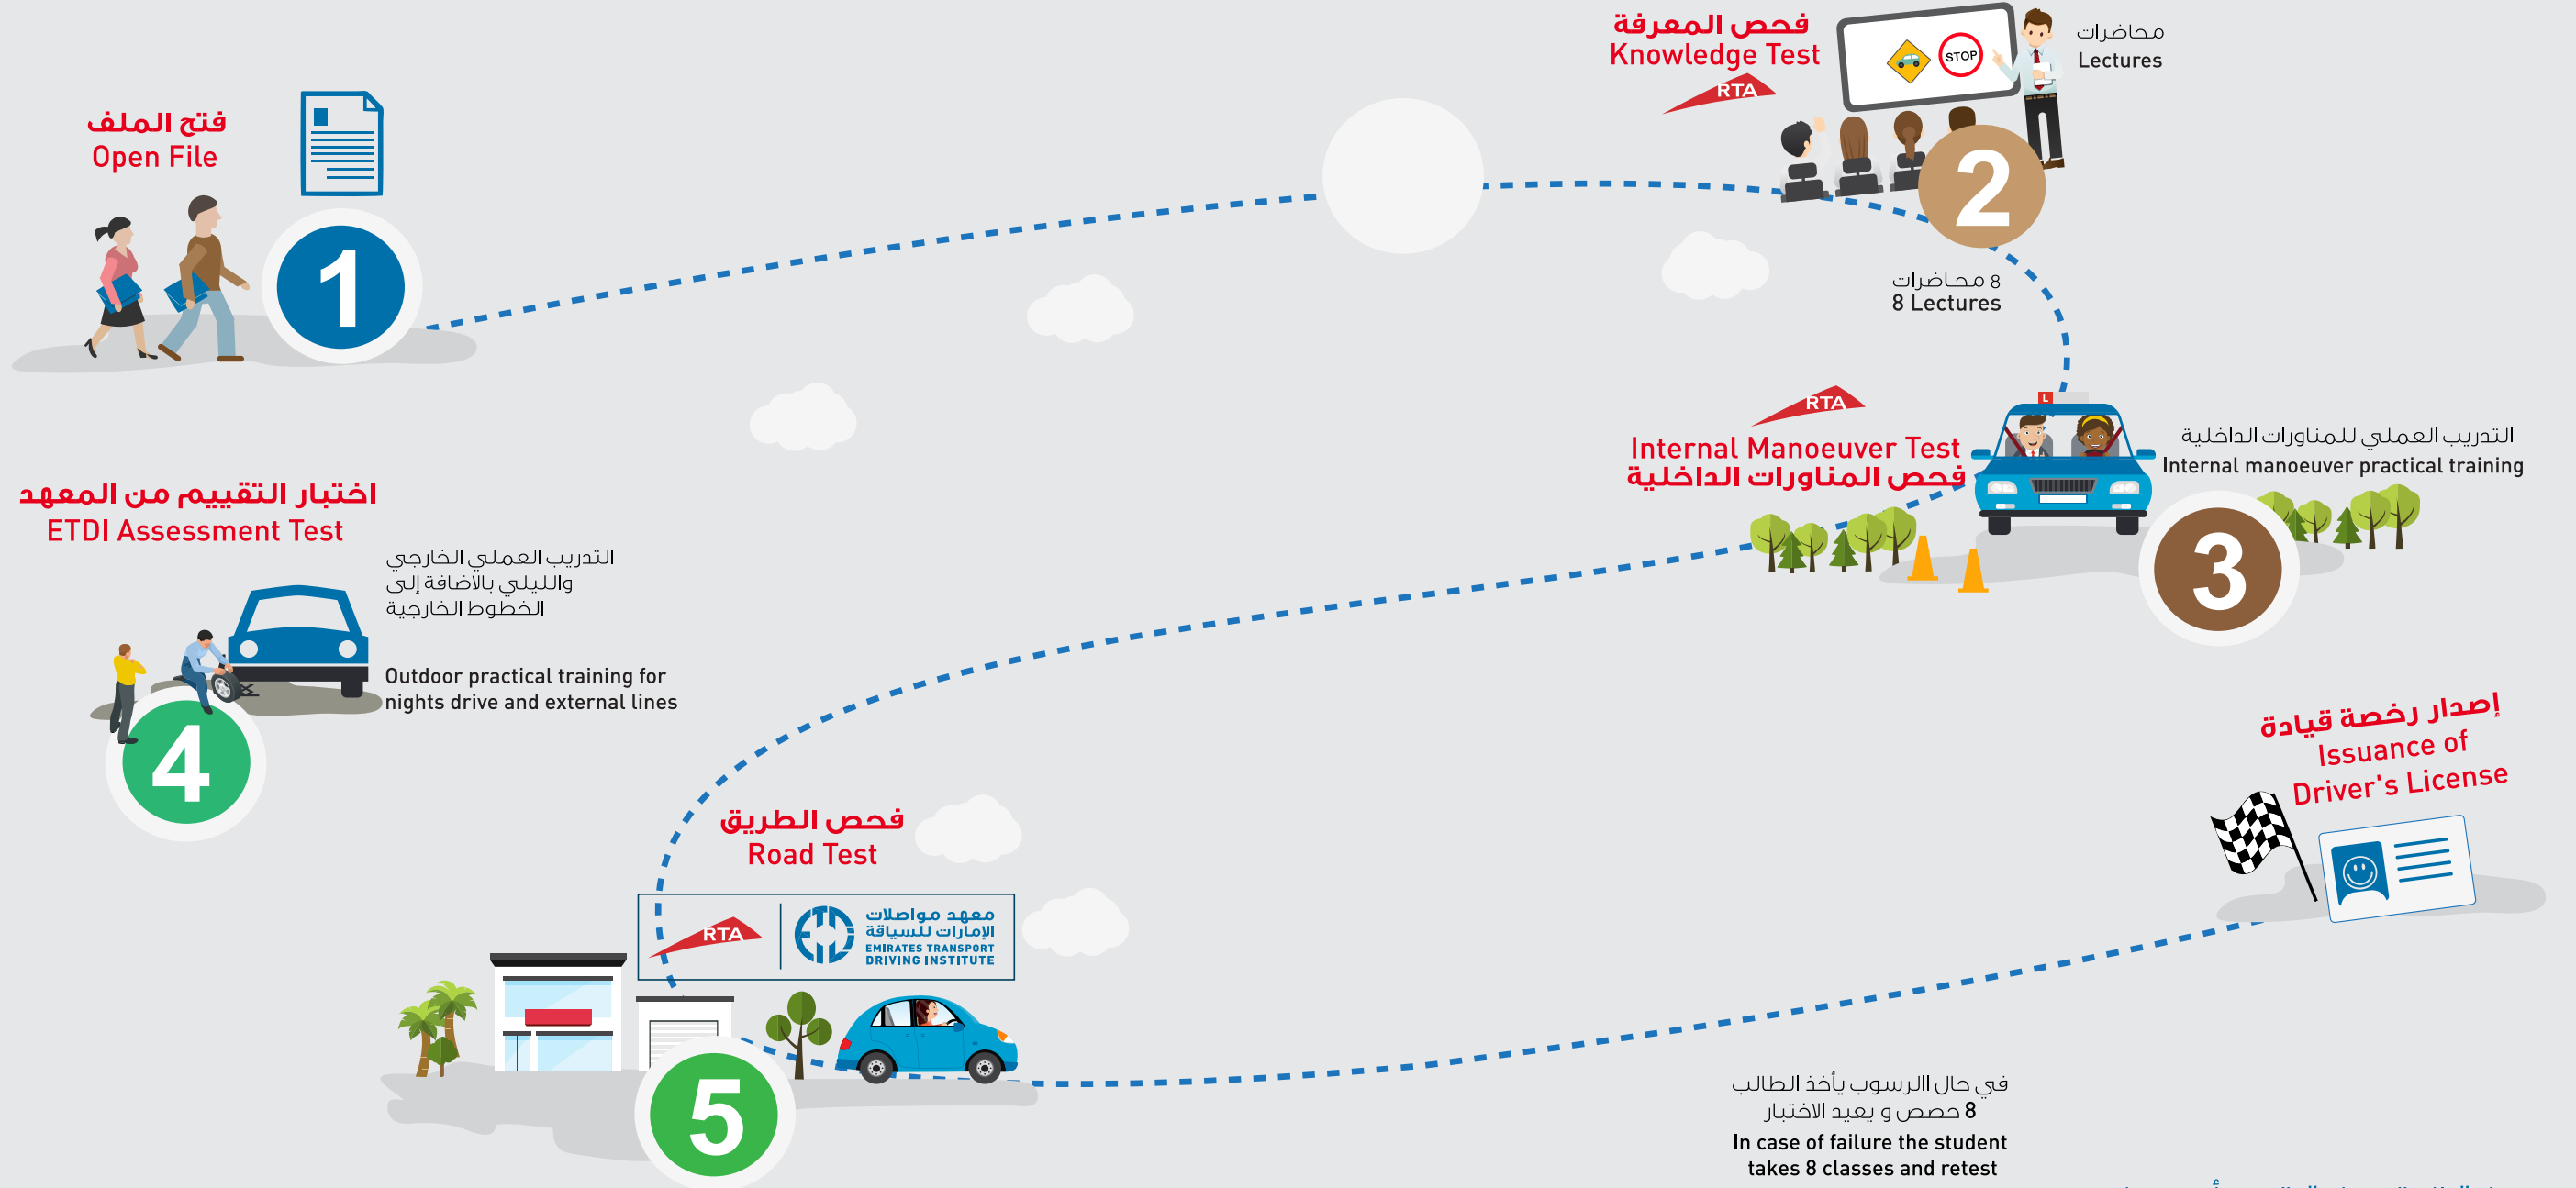 فتح الملف
Open File
1
فحص المعرفة
Knowledge Test
RTA
STOP
محاضرات
Lectures
2
8 محاضرات
8 Lectures
RTA
Internal Manoeuver Test
فحص المناورات الداخلية
L
التدريب العملي للمناورات الداخلية
Internal manoeuver practical training
3
اختبار التقييم من المعهد
ETDI Assessment Test
التدريب العملي الخارجي
والليلي بالاضافة إلى
الخطوط الخارجية
Outdoor practical training for
nights drive and external lines
4
فحص الطريق
Road Test
RTA
معهد مواصلات
الإمارات للسياقة
EMIRATES TRANSPORT
DRIVING INSTITUTE
5
إصدار رخصة قيادة
Issuance of
Driver's License
في حال االرسوب يأخذ الطالب
8 حصص و يعيد الاختبار
In case of failure the student
takes 8 classes and retest